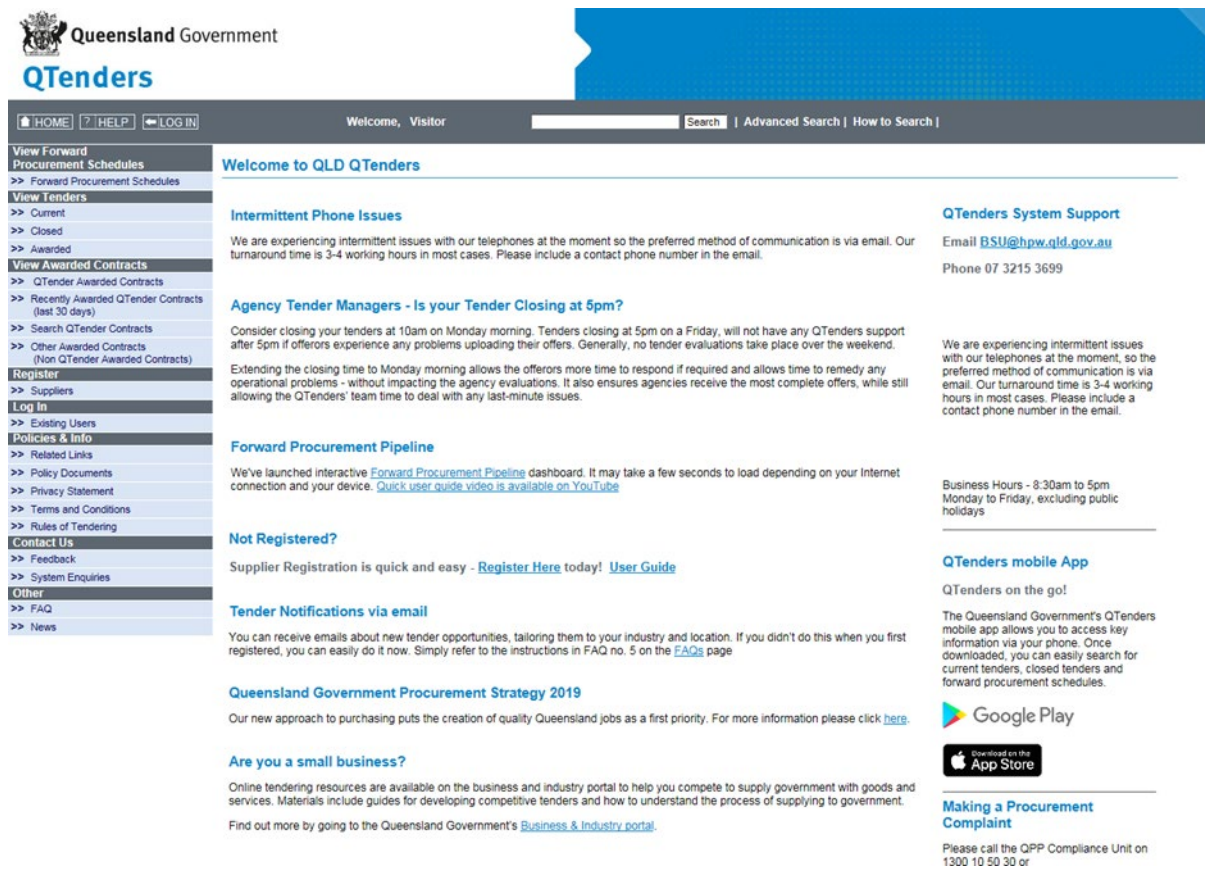 Queensland Government
QTenders
HOME ? HELP LOG IN
Welcome, Visitor
Search | Advanced Search | How to Search |
View Forward
Procurement Schedules
>> Forward Procurement Schedules
View Tenders
>> Current
>> Closed
>> Awarded
View Awarded Contracts
>> QTender Awarded Contracts
>> Recently Awarded QTender Contracts
(last 30 days)
>> Search QTender Contracts
>> Other Awarded Contracts
(Non QTender Awarded Contracts)
Register
>> Suppliers
Log In
>> Existing Users
Policies & Info
>> Related Links
>> Policy Documents
>> Privacy Statement
>> Terms and Conditions
>> Rules of Tendering
Contact Us
>> Feedback
>> System Enquiries
Other
>> FAQ
>> News
Welcome to QLD QTenders
Intermittent Phone Issues
We are experiencing intermittent issues with our telephones at the moment so the preferred method of communication is via email. Our
turnaround time is 3-4 working hours in most cases. Please include a contact phone number in the email.
Agency Tender Managers - Is your Tender Closing at 5pm?
Consider closing your tenders at 10am on Monday morning. Tenders closing at 5pm on a Friday, will not have any QTenders support
after 5pm if offerors experience any problems uploading their offers. Generally, no tender evaluations take place over the weekend.
Extending the closing time to Monday morning allows the offerors more time to respond if required and allows time to remedy any
operational problems - without impacting the agency evaluations. It also ensures agencies receive the most complete offers, while still
allowing the QTenders' team time to deal with any last-minute issues.
Forward Procurement Pipeline
We've launched interactive Forward Procurement Pipeline dashboard. It may take a few seconds to load depending on your Internet
connection and your device. Quick user guide video is available on YouTube
Not Registered?
Supplier Registration is quick and easy - Register Here today! User Guide
Tender Notifications via email
You can receive emails about new tender opportunities, tailoring them to your industry and location. If you didn't do this when you first
registered, you can easily do it now. Simply refer to the instructions in FAQ no. 5 on the FAQs page
Queensland Government Procurement Strategy 2019
Our new approach to purchasing puts the creation of quality Queensland jobs as a first priority. For more information please click here.
Are you a small business?
Online tendering resources are available on the business and industry portal to help you compete to supply government with goods and
services. Materials include guides for developing competitive tenders and how to understand the process of supplying to government.
Find out more by going to the Queensland Government's Business & Industry portal.
QTenders System Support
Email BSU@hpw.qld.gov.au
Phone 07 3215 3699
We are experiencing intermittent issues
with our telephones at the moment, so the
preferred method of communication is via
email. Our turnaround time is 3-4 working
hours in most cases. Please include a
contact phone number in the email.
Business Hours - 8:30am to 5pm
Monday to Friday, excluding public
holidays
QTenders mobile App
QTenders on the go!
The Queensland Government's QTenders
mobile app allows you to access key
information via your phone. Once
downloaded, you can easily search for
current tenders, closed tenders and
forward procurement schedules.
Google Play
Download on the
App Store
Making a Procurement
Complaint
Please call the QPP Compliance Unit on
1300 10 50 30 or